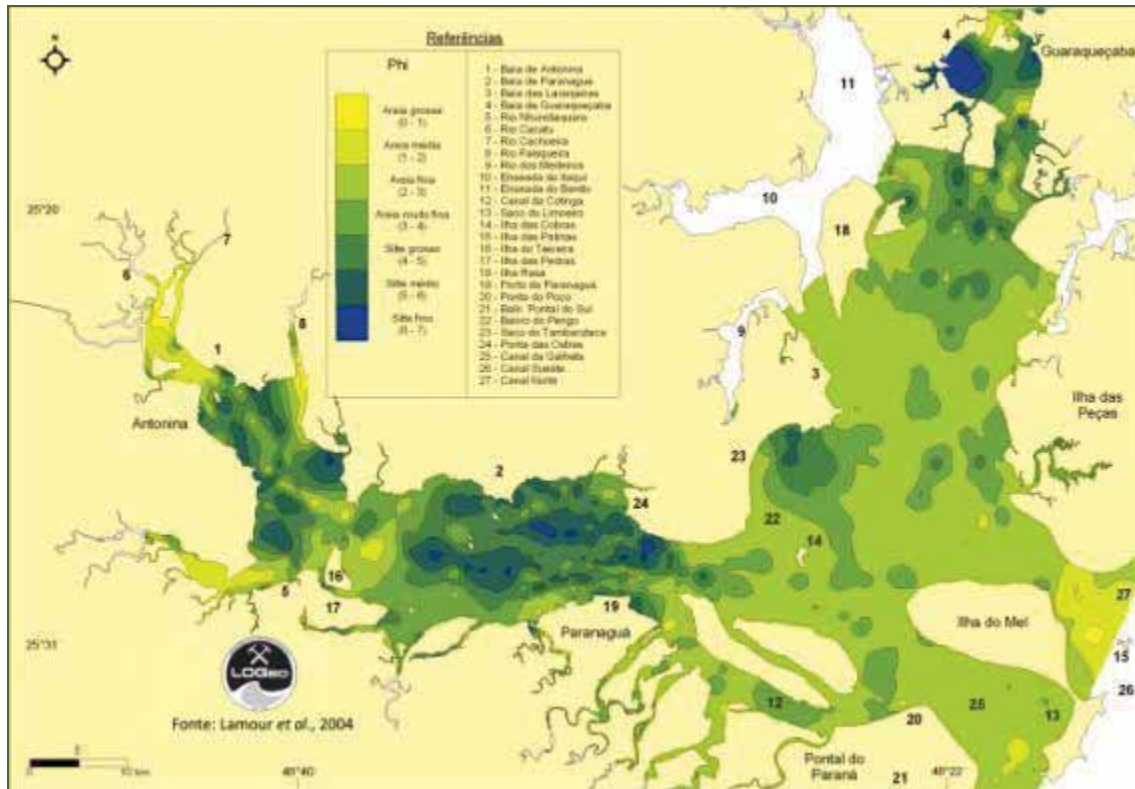 Referências
Phi
Areia grossa
(0 - 1)
Areia média
(1 - 2)
Areia fina
(2 - 3)
Areia muito fina
(3 - 4)
Silte grosso
(4 - 5)
Silte médio
(5 - 6)
Silte fino
(6 - 7)
1 - Baía de Antonina
2 - Baía de Paranaguá
3 - Baía das Laranjeiras
4 - Baía de Guaraqueçaba
5 - Rio
6 - Rio Cacatu
7 - Rio Cachoeira
8 - Rio Faisqueira
9 - Rio dos Medeiros
10 - Enseada do Itaqui
11 - Enseada do Benito
12 - Canal da Cotinga
13 - Saco do Limoeiro
14 - Ilha das Cobras
15 - Ilha das Palmas
16 - Ilha do Teixeira
17 - Ilha das Pedras
18 - Ilha Rasa
19 - Porto de Paranaguá
20 - Ponta do Poço
21 - Baln. Pontal do Sul
22 - Baixio do Perigo
23 - Saco do Tambarutaca
24 - Ponta das Ostras
25 - Canal da Galheta
26 - Canal Sueste
27 - Canal Norte
N
4
Guaraqueçaba
11
10
18
25°20
7
6
8
9
1
3
Antonina
Ilha das
Peças
23
2
24
22
14
16
5
17
19
27
Paranaguá
Ilha do Mel
25°31
15
26
LOGeo
12
25
13
20
Fonte: Lamour et al., 2004
Pontal do
Paraná
21
0
10 km
48°40
48°22